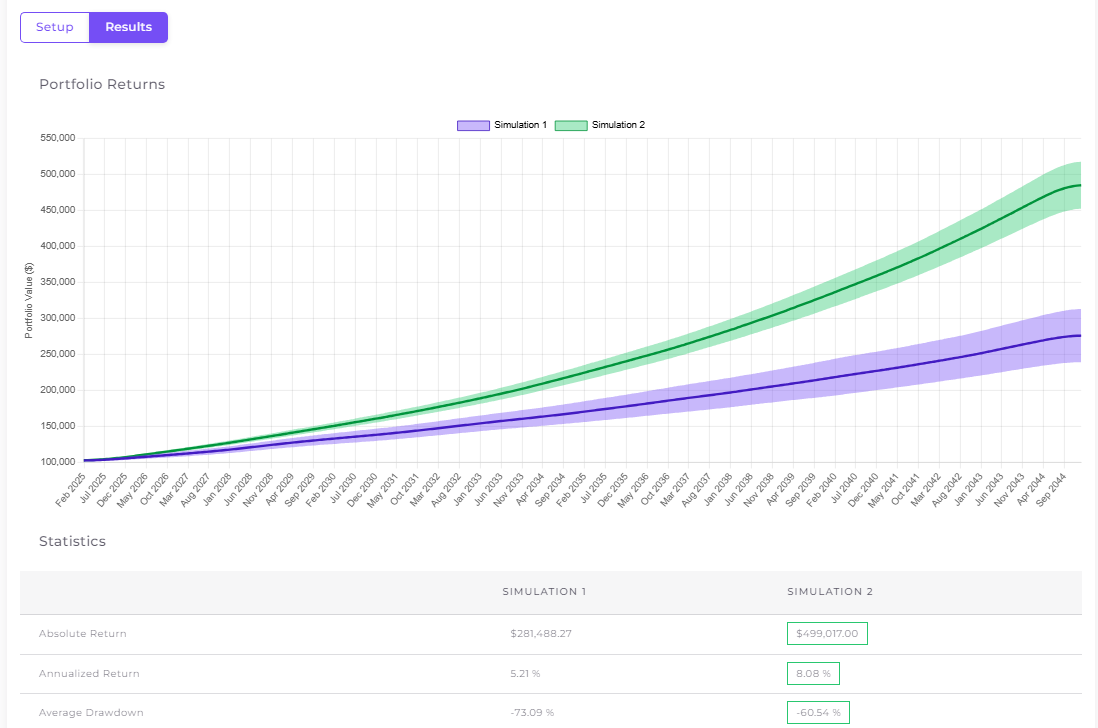 Setup Results
Portfolio Returns
Simulation 1 Simulation 2
550,000
500,000
450,000
400,000
350,000
300,000
250,000
200,000
150,000
100,000
Portfolio Value ($)
Feb 2025 Jul 2025 Dec 2025 May 2026 Oct 2026 Mar 2027 Aug 2027 Jan 2028 Jun 2028 Nov 2028 Apr 2029 Sep 2029 Feb 2030 Jul 2030 Dec 2030 May 2031 Oct 2031 Mar 2032 Aug 2032 Jan 2033 Jun 2033 Nov 2033 Apr 2034 Sep 2034 Feb 2035 Jul 2035 Dec 2035 May 2036 Oct 2036 Mar 2037 Aug 2037 Jan 2038 Jun 2038 Nov 2038 Apr 2039 Sep 2039 Feb 2040 Jul 2040 Dec 2040 May 2041 Oct 2041 Mar 2042 Aug 2042 Jan 2043 Jun 2043 Nov 2043 Apr 2044 Sep 2044
Statistics
SIMULATION 1 SIMULATION 2
Absolute Return $281,488.27 $499,017.00
Annualized Return 5.21 % 8.08 %
Average Drawdown -73.09 % -60.54 %